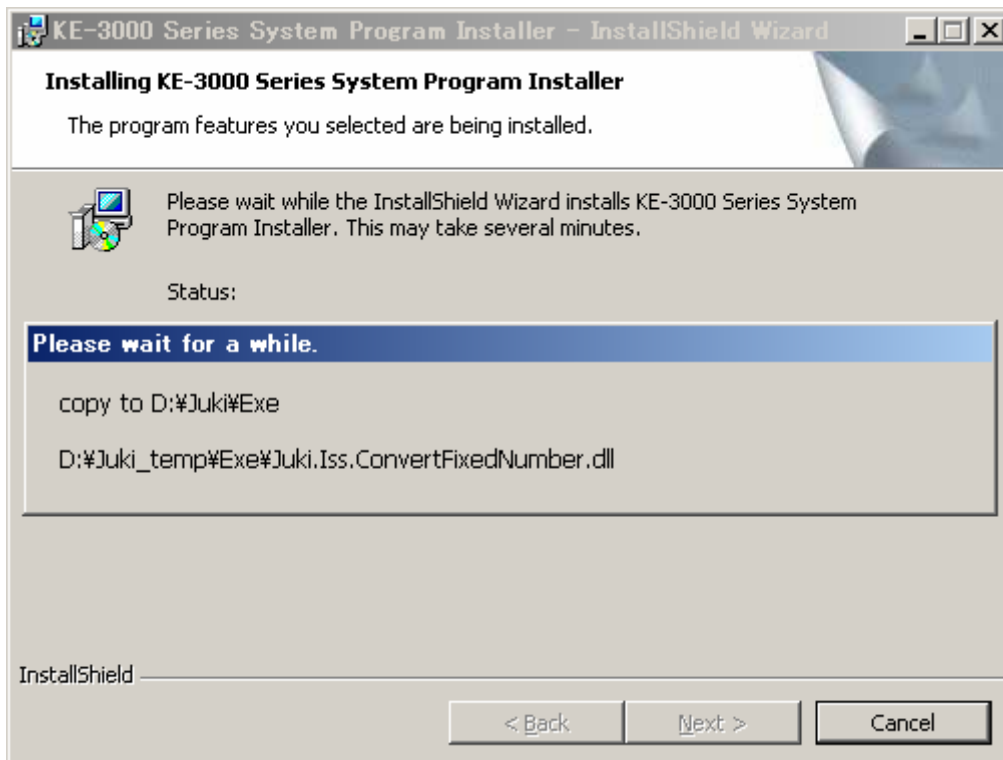 KE-3000 Series System Program Installer - InstallShield Wizard
Installing KE-3000 Series System Program Installer
The program features you selected are being installed.
Please wait while the InstallShield Wizard installs KE-3000 Series System
Program Installer. This may take several minutes.
Status:
Please wait for a while.
copy to D:¥Juki¥Exe
D:¥Juki_temp¥Exe¥Juki.Iss.ConvertFixedNumber.dll
InstallShield
< Back
Next >
Cancel